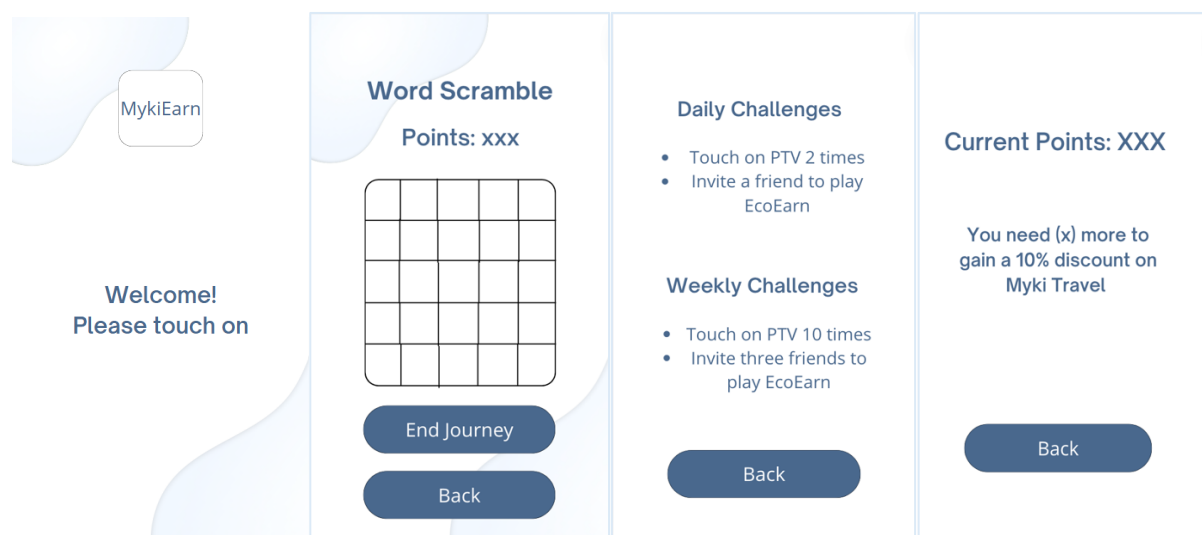 MykiEarn
Welcome!
Please touch on
Word Scramble
Points: xxx
End Journey
Back
Daily Challenges
• Touch on PTV 2 times
• Invite a friend to play
EcoEarn
Weekly Challenges
• Touch on PTV 10 times
• Invite three friends to
play EcoEarn
Back
Current Points: XXX
You need (x) more to
gain a 10% discount on
Myki Travel
Back